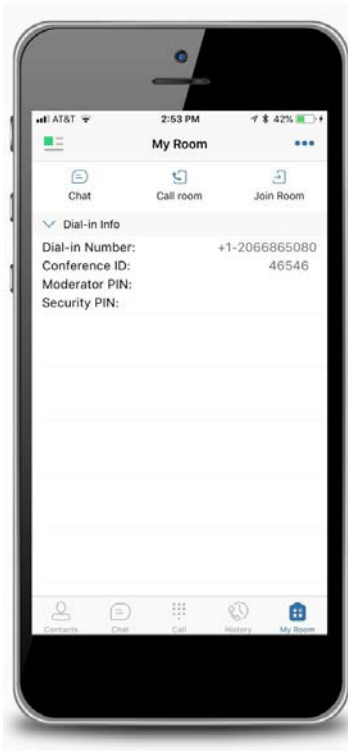 AT&T 2:53 PM 42%
My Room
Chat Call room Join Room
Dial-in Info
Dial-in Number: +1-2066865080
Conference ID: 46546
Moderator PIN:
Security PIN:
Contacts Chat Call History My Room